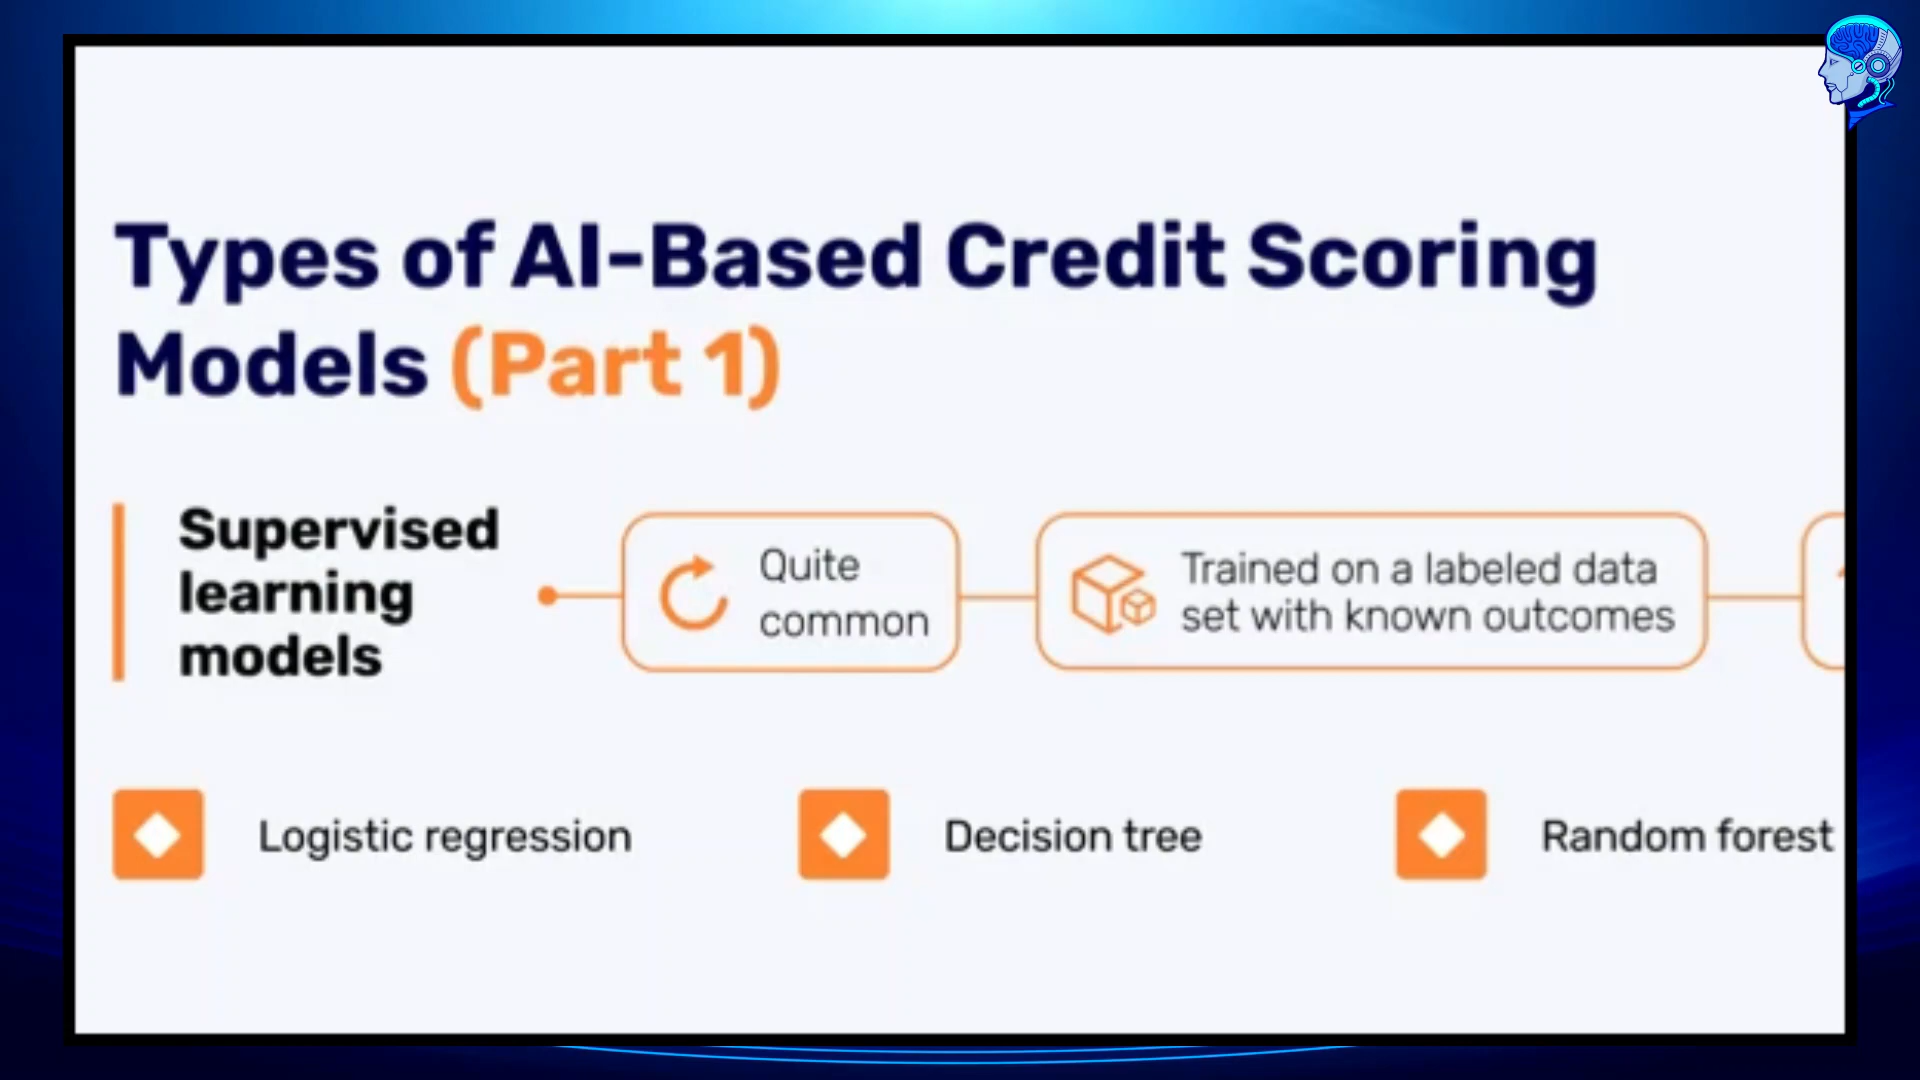 Types of AI-Based Credit Scoring
Models (Part 1)
Supervised
learning
models
Quite
common
Trained on a labeled data
set with known outcomes
Logistic regression
Decision tree
Random forest